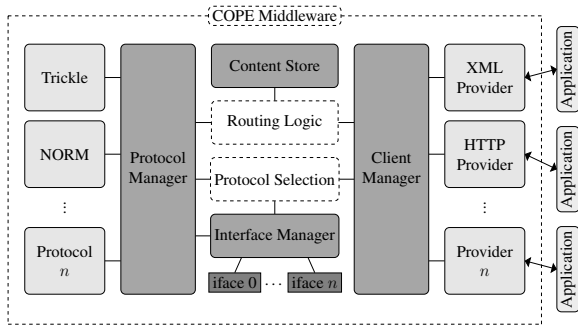 COPE Middleware
Trickle
NORM
⋮
Protocol
n
Protocol
Manager
Content Store
Routing Logic
Protocol Selection
Interface Manager
iface 0
...
iface n
Client
Manager
XML
Provider
HTTP
Provider
⋮
Provider
n
Application
Application
Application